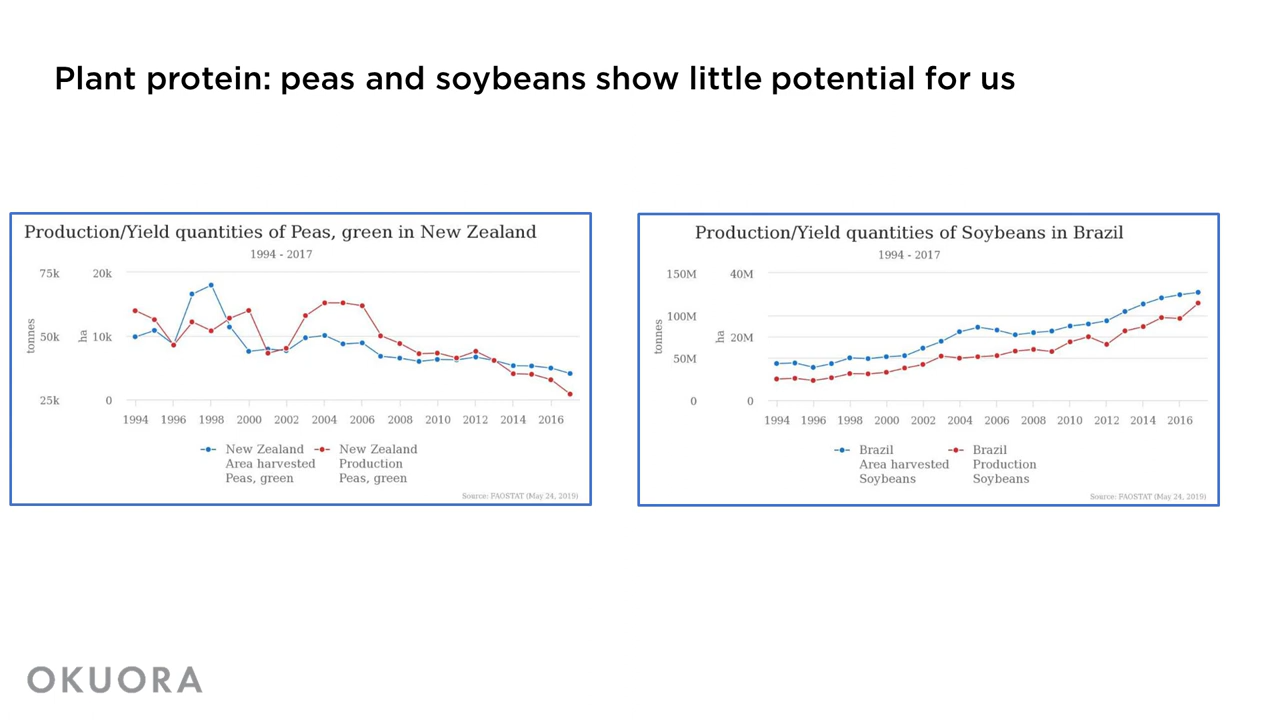 Plant protein: peas and soybeans show little potential for us
Production/Yield quantities of Peas, green in New Zealand
1994 - 2017
75k 20k
50k 10k
25k 0
tonnes
ha
1994 1996 1998 2000 2002 2004 2006 2008 2010 2012 2014 2016
New Zealand New Zealand
Area harvested Production
Peas, green Peas, green
Source: FAOSTAT (May 24, 2019)
Production/Yield quantities of Soybeans in Brazil
1994 - 2017
150M 40M
100M
20M
50M
0 0
tonnes
ha
1994 1996 1998 2000 2002 2004 2006 2008 2010 2012 2014 2016
Brazil Brazil
Area harvested Production
Soybeans Soybeans
Source: FAOSTAT (May 24, 2019)
OKUORA